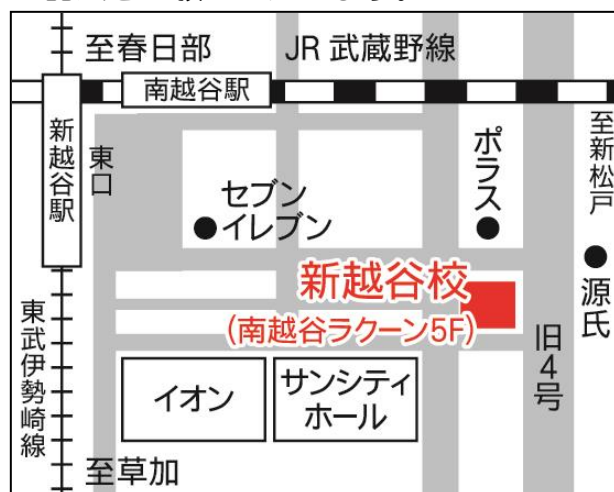 至春日部
JR 武蔵野線
南越谷駅
新越谷駅
東口
ポラス
至新松戸
セブン
イレブン
源氏
新越谷校
(南越谷ラクーン5F)
旧4号
東武伊勢崎線
イオン
サンシティ
ホール
至草加